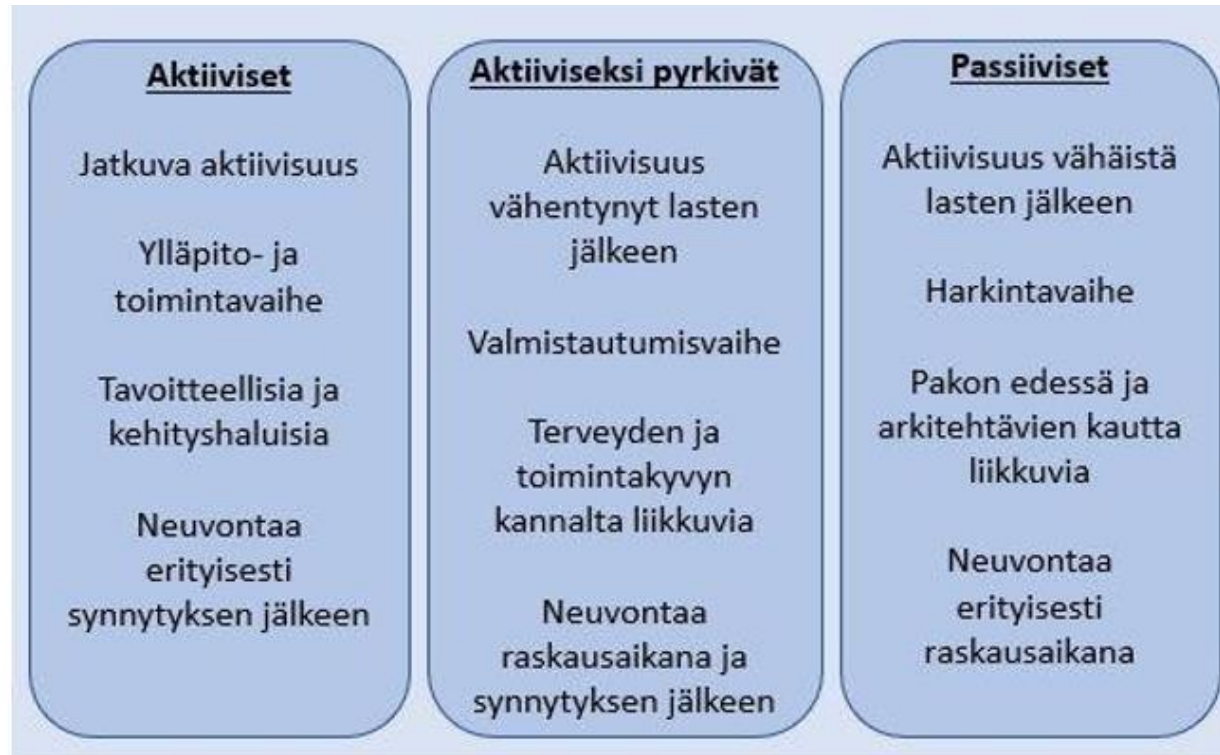 Aktiiviset
Jatkuva aktiivisuus
Ylläpito- ja
toimintavaihe
Tavoitteellisia ja
kehityshaluisia
Neuvontaa
erityisesti
synnytyksen jälkeen
Aktiiviseksi pyrkivät
Aktiivisuus
vähentynyt lasten
jälkeen
Valmistautumisvaihe
Terveyden ja
toimintakyvyn
kannalta liikkuvia
Neuvontaa
raskausaikana ja
synnytyksen jälkeen
Passiiviset
Aktiivisuus vähäistä
lasten jälkeen
Harkintavaihe
Pakon edessä ja
arkitehtävien kautta
liikkuvia
Neuvontaa
erityisesti
raskausaikana